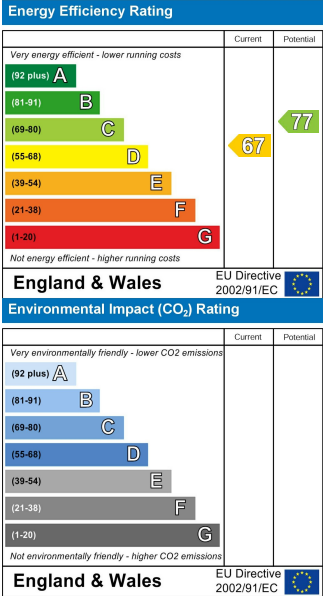 Energy Efficiency Rating
Current Potential
Very energy efficient - lower running costs
(92 plus) A
(81-91) B
(69-80) C
(55-68) D
(39-54) E
(21-38) F
(1-20) G
67
77
Not energy efficient - higher running costs
England & Wales
EU Directive
2002/91/EC
Environmental Impact (CO₂) Rating
Current Potential
Very environmentally friendly - lower CO2 emissions
(92 plus) A
(81-91) B
(69-80) C
(55-68) D
(39-54) E
(21-38) F
(1-20) G
Not environmentally friendly - higher CO2 emissions
England & Wales
EU Directive
2002/91/EC